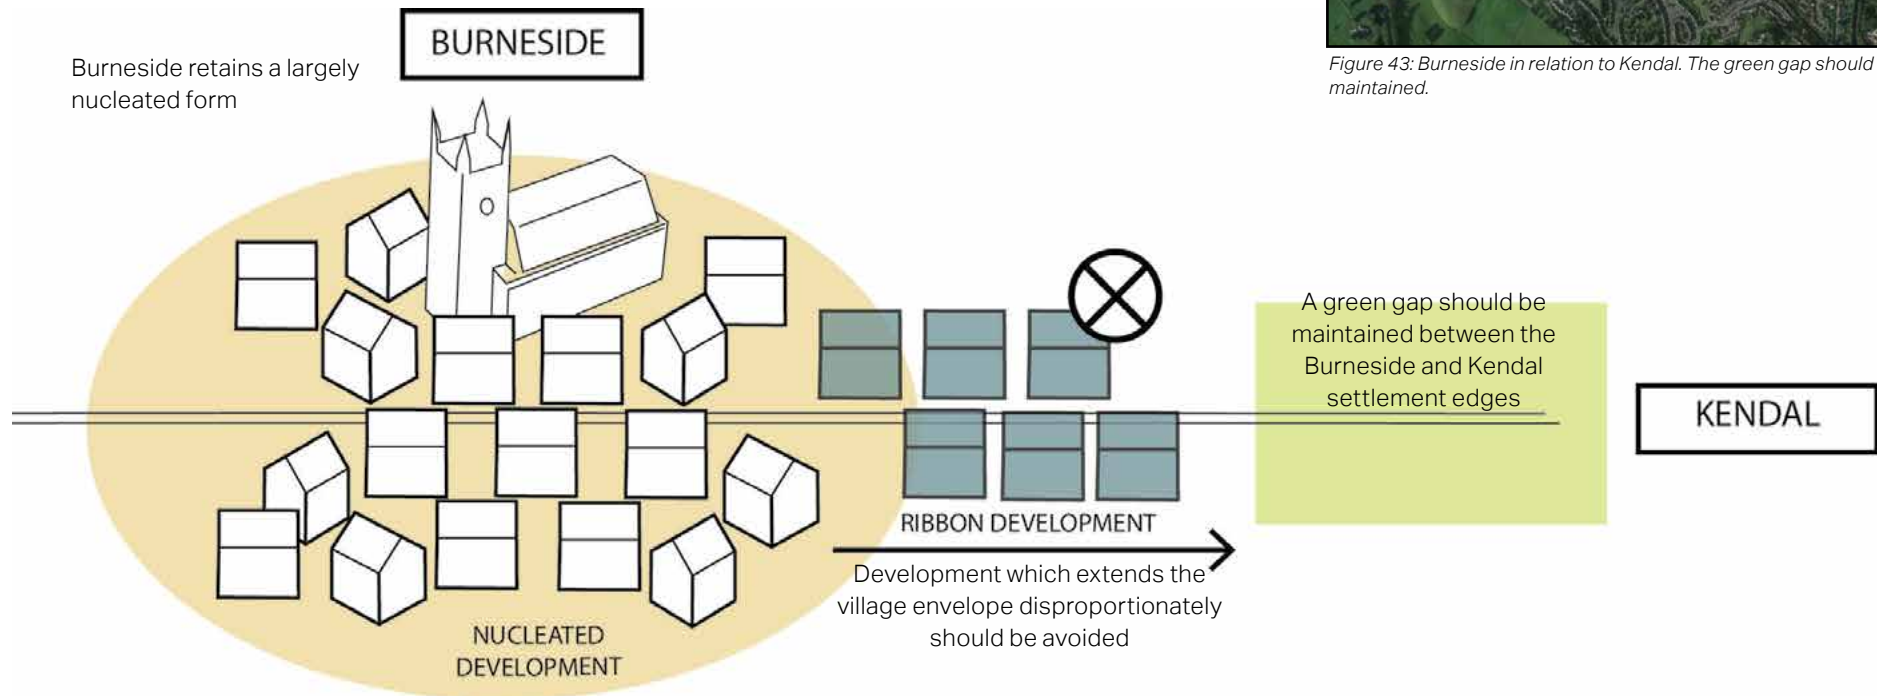 BURNESIDE
Burneside retains a largely
nucleated form
Figure 43: Burneside in relation to Kendal. The green gap should
maintained.
A green gap should be
maintained between the
Burneside and Kendal
settlement edges
KENDAL
RIBBON DEVELOPMENT
Development which extends the
village envelope disproportionately
should be avoided
NUCLEATED
DEVELOPMENT